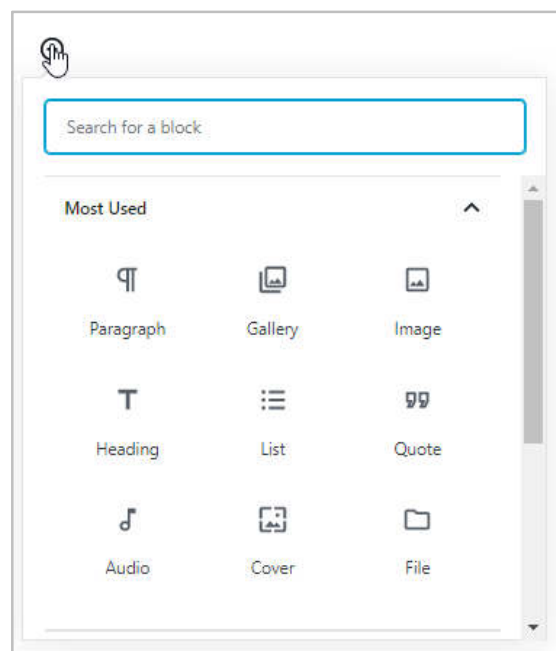 Search for a block
Most Used
Paragraph Gallery Image
Heading List Quote
Audio Cover File